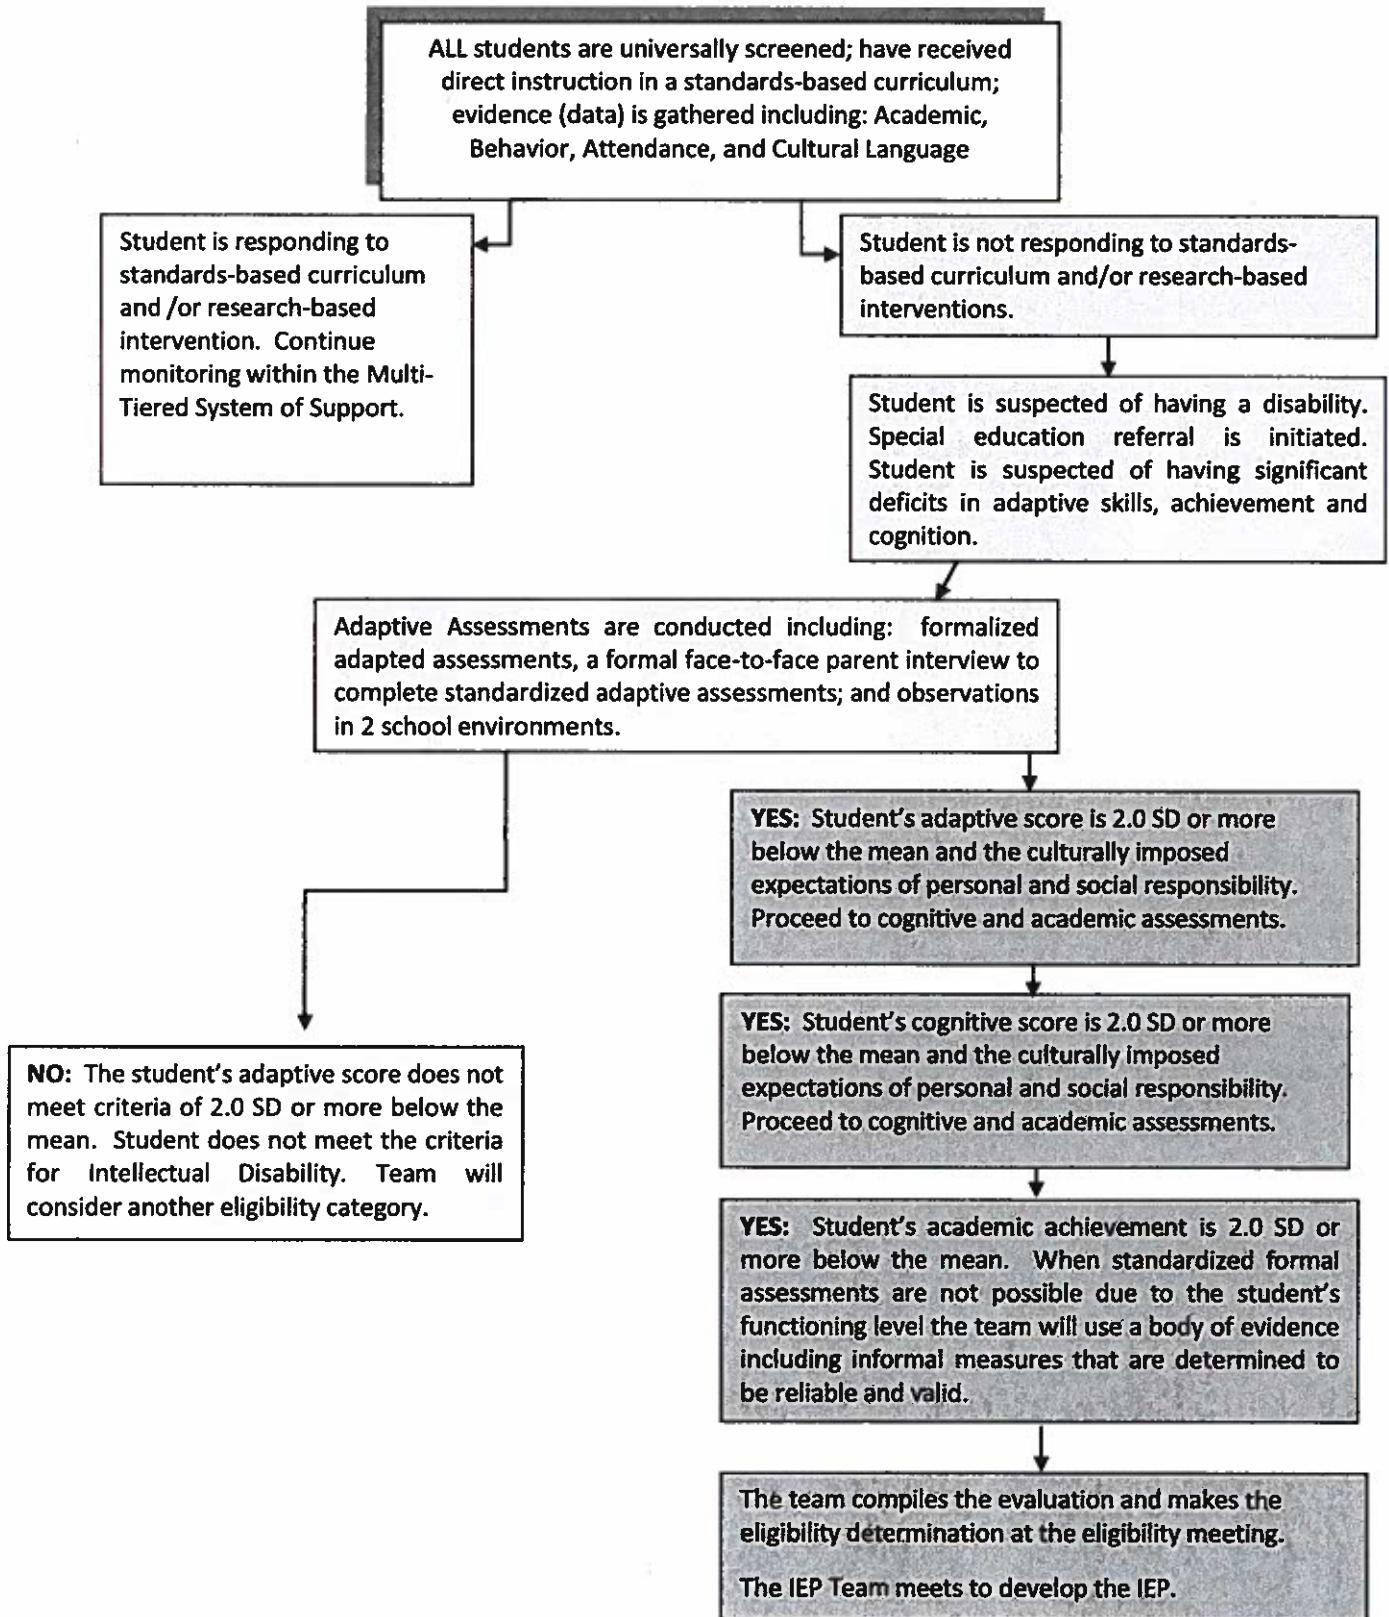 ALL students are universally screened; have received
direct instruction in a standards-based curriculum;
evidence (data) is gathered including: Academic,
Behavior, Attendance, and Cultural Language
Student is responding to
standards-based curriculum
and /or research-based
intervention. Continue
monitoring within the Multi-
Tiered System of Support.
Student is not responding to standards-
based curriculum and/or research-based
interventions.
Student is suspected of having a disability.
Special education referral is initiated.
Student is suspected of having significant
deficits in adaptive skills, achievement and
cognition.
Adaptive Assessments are conducted including: formalized
adapted assessments, a formal face-to-face parent interview to
complete standardized adaptive assessments; and observations
in 2 school environments.
YES: Student's adaptive score is 2.0 SD or more
below the mean and the culturally imposed
expectations of personal and social responsibility.
Proceed to cognitive and academic assessments.
NO: The student's adaptive score does not
meet criteria of 2.0 SD or more below the
mean. Student does not meet the criteria
for Intellectual Disability. Team will
consider another eligibility category.
YES: Student's cognitive score is 2.0 SD or more
below the mean and the culturally imposed
expectations of personal and social responsibility.
Proceed to cognitive and academic assessments.
YES: Student's academic achievement is 2.0 SD or
more below the mean. When standardized formal
assessments are not possible due to the student's
functioning level the team will use a body of evidence
including informal measures that are determined to
be reliable and valid.
The team compiles the evaluation and makes the
eligibility determination at the eligibility meeting.
The IEP Team meets to develop the IEP.